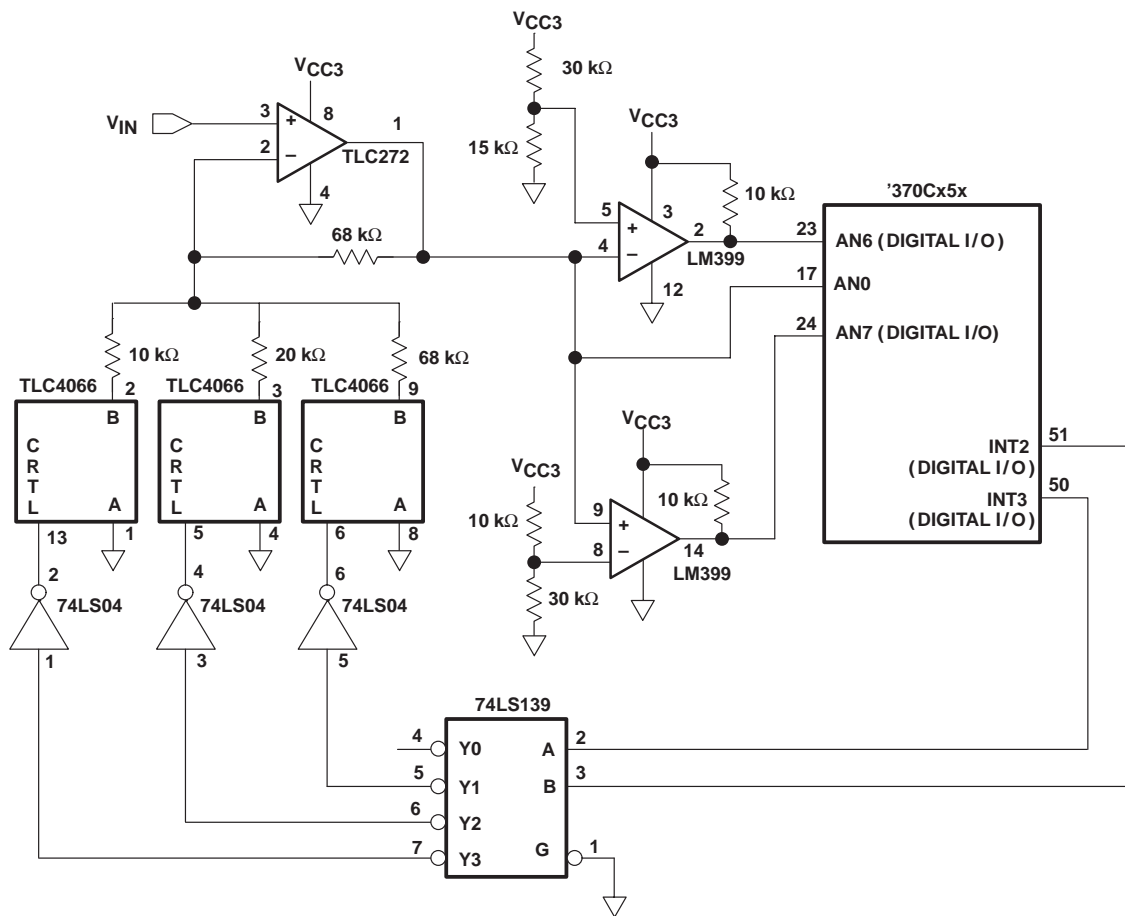 VCC3
30 kΩ
15 kΩ
VCC3
VIN
3
2
+
−
8
1
4
TLC272
68 kΩ
VCC3
5
4
+
−
3
2
12
LM399
10 kΩ
'370Cx5x
23
AN6 (DIGITAL I/O)
17
AN0
24
AN7 (DIGITAL I/O)
INT2
(DIGITAL I/O)
51
INT3
(DIGITAL I/O)
50
10 kΩ
20 kΩ
68 kΩ
TLC4066
2
B
C
R
T
L
A
13
1
TLC4066
3
B
C
R
T
L
A
5
4
TLC4066
9
B
C
R
T
L
A
6
8
VCC3
10 kΩ
30 kΩ
VCC3
9
8
+
−
14
LM399
10 kΩ
2
74LS04
1
4
74LS04
3
6
74LS04
5
74LS139
4
Y0
5
Y1
6
Y2
7
Y3
A
2
B
3
G
1